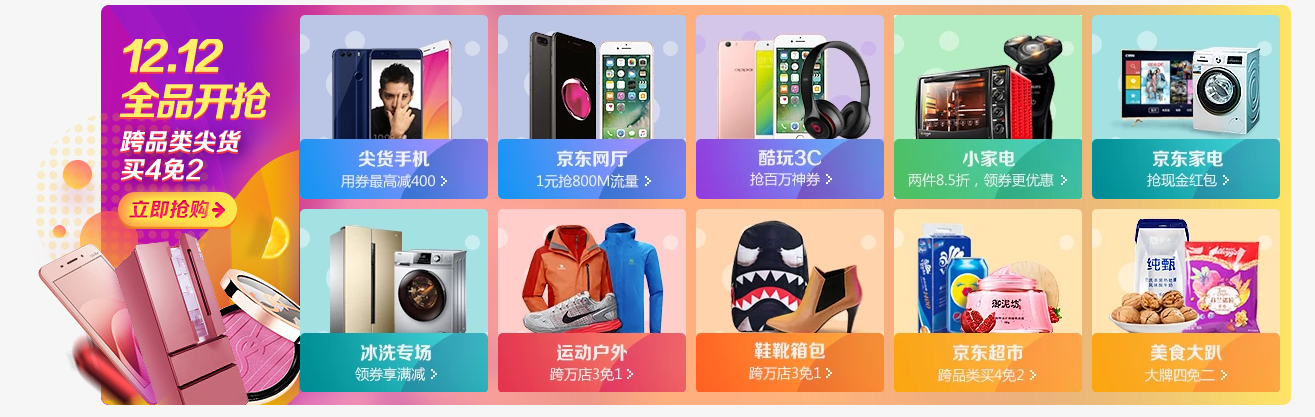 12.12
全品开抢
跨品类尖货
买4免2
立即抢购
尖货手机
用券最高减400
京东网厅
1元抢800M流量
oppo
酷玩3C
抢百万神券
小家电
两件8.5折，领券更优惠
京东家电
抢现金红包
冰洗专场
领券享满减
运动户外
跨万店3免1
鞋靴箱包
跨万店3免1
御泥坊
京东超市
跨品类买4免2
纯甄
美食大趴
大牌四免二